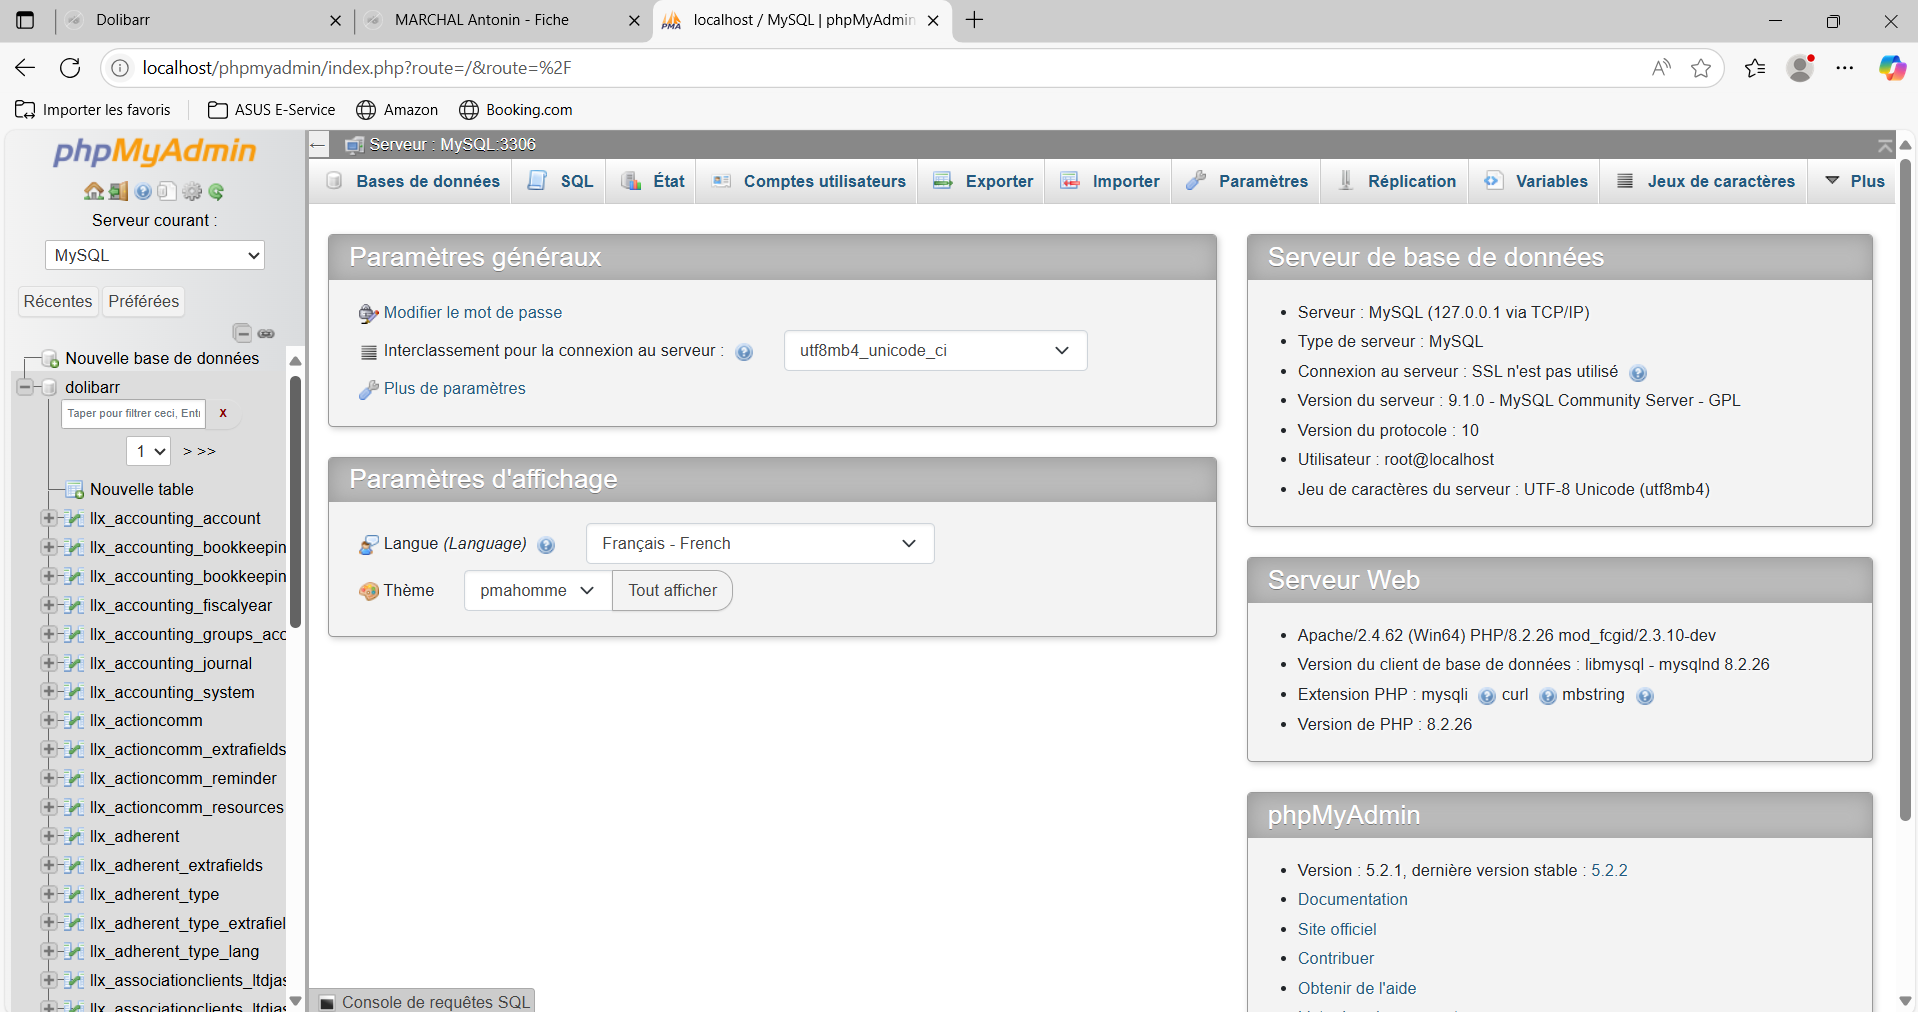 Dolibarr
MARCHAL Antonin - Fiche
localhost / MySQL | phpMyAdmin
localhost/phpmyadmin/index.php?route=/&route=%2F
Importer les favoris
ASUS E-Service
Amazon
Booking.com
phpMyAdmin
Serveur courant :
MySQL
Récentes
Préférées
Nouvelle base de données
dolibarr
Taper pour filtrer ceci, Ent
X
1
> >>
Nouvelle table
llx_accounting_account
llx_accounting_bookkeepin
llx_accounting_bookkeepin
llx_accounting_fiscalyear
llx_accounting_groups_acc
llx_accounting_journal
llx_accounting_system
llx_actioncomm
llx_actioncomm_extrafields
llx_actioncomm_reminder
llx_actioncomm_resources
llx_adherent
llx_adherent_extrafields
llx_adherent_type
llx_adherent_type_extrafiel
llx_adherent_type_lang
llx_associationclients_ltdjas
llx_associationclients_ltdjas
Serveur : MySQL:3306
Bases de données
SQL
État
Comptes utilisateurs
Exporter
Importer
Paramètres
Réplication
Variables
Jeux de caractères
Plus
Paramètres généraux
Modifier le mot de passe
Interclassement pour la connexion au serveur :
utf8mb4_unicode_ci
Plus de paramètres
Paramètres d'affichage
Langue (Language)
Français - French
Thème
pmahomme
Tout afficher
Serveur de base de données
Serveur : MySQL (127.0.0.1 via TCP/IP)
Type de serveur : MySQL
Connexion au serveur : SSL n'est pas utilisé
Version du serveur : 9.1.0 - MySQL Community Server - GPL
Version du protocole : 10
Utilisateur : root@localhost
Jeu de caractères du serveur : UTF-8 Unicode (utf8mb4)
Serveur Web
Apache/2.4.62 (Win64) PHP/8.2.26 mod_fcgid/2.3.10-dev
Version du client de base de données : libmysql - mysqlnd 8.2.26
Extension PHP : mysqli curl mbstring
Version de PHP : 8.2.26
phpMyAdmin
Version : 5.2.1, dernière version stable : 5.2.2
Documentation
Site officiel
Contribuer
Obtenir de l'aide
Console de requêtes SQL